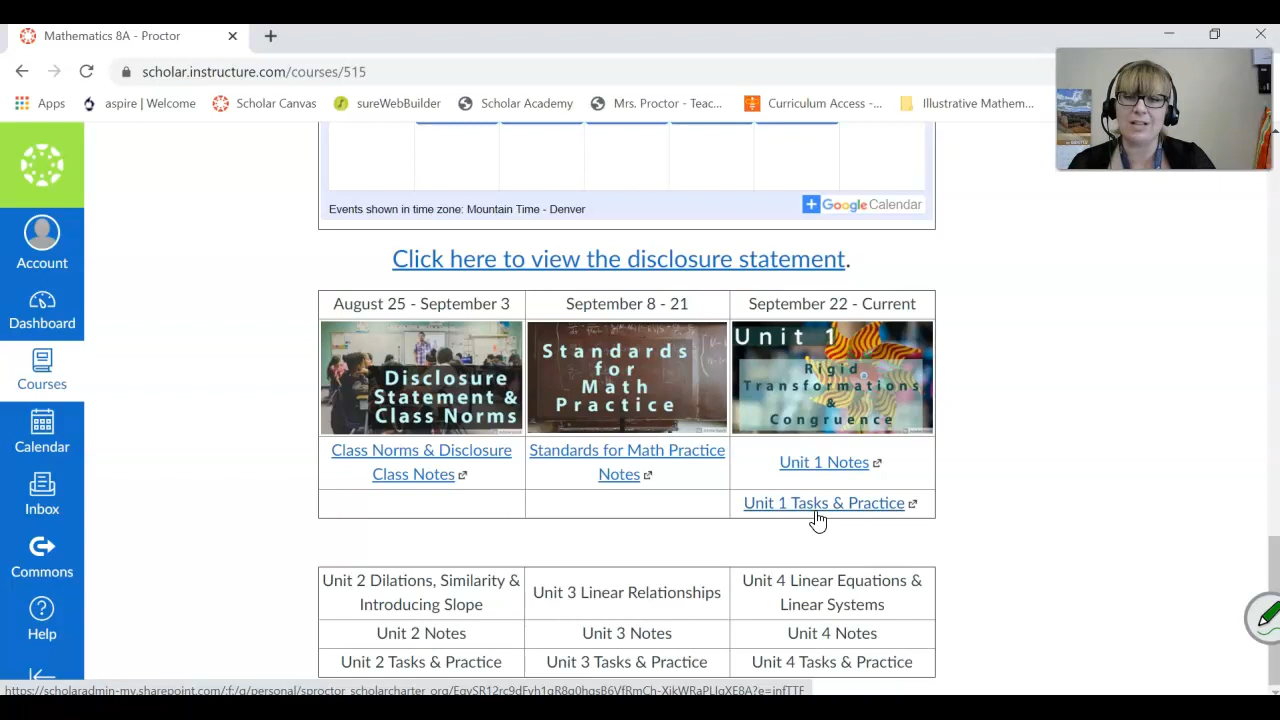 Mathematics 8A - Proctor
scholar.instructure.com/courses/515
Apps
aspire | Welcome
Scholar Canvas
sureWebBuilder
Scholar Academy
Mrs. Proctor - Teac...
Curriculum Access -...
Illustrative Mathem...
Account
Dashboard
Courses
Calendar
Inbox
Commons
Help
Events shown in time zone: Mountain Time - Denver
Google Calendar
Click here to view the disclosure statement.
August 25 - September 3
September 8 - 21
September 22 - Current
Disclosure
Statement &
Class Norms
Standards
for
Math
Practice
Unit 1
Rigid
Transformations
&
Congruence
Class Norms & Disclosure
Class Notes
Standards for Math Practice
Notes
Unit 1 Notes
Unit 1 Tasks & Practice
Unit 2 Dilations, Similarity &
Introducing Slope
Unit 3 Linear Relationships
Unit 4 Linear Equations &
Linear Systems
Unit 2 Notes
Unit 3 Notes
Unit 4 Notes
Unit 2 Tasks & Practice
Unit 3 Tasks & Practice
Unit 4 Tasks & Practice